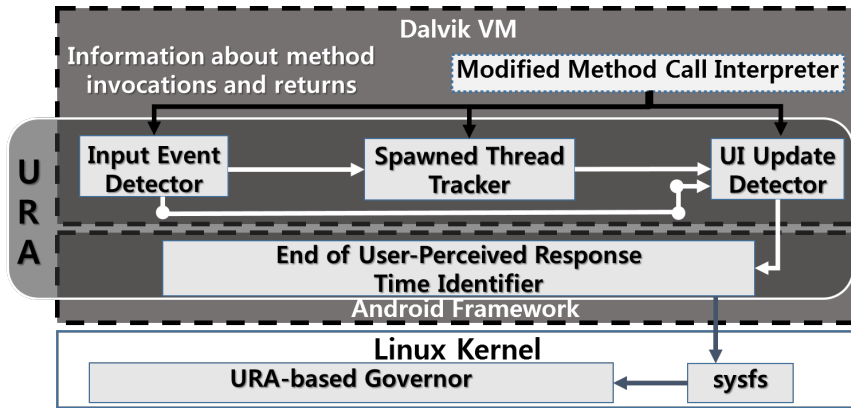 Dalvik VM
Information about method
invocations and returns
Modified Method Call Interpreter
URA
Input Event
Detector
Spawned Thread
Tracker
UI Update
Detector
End of User-Perceived Response
Time Identifier
Android Framework
Linux Kernel
URA-based Governor
sysfs